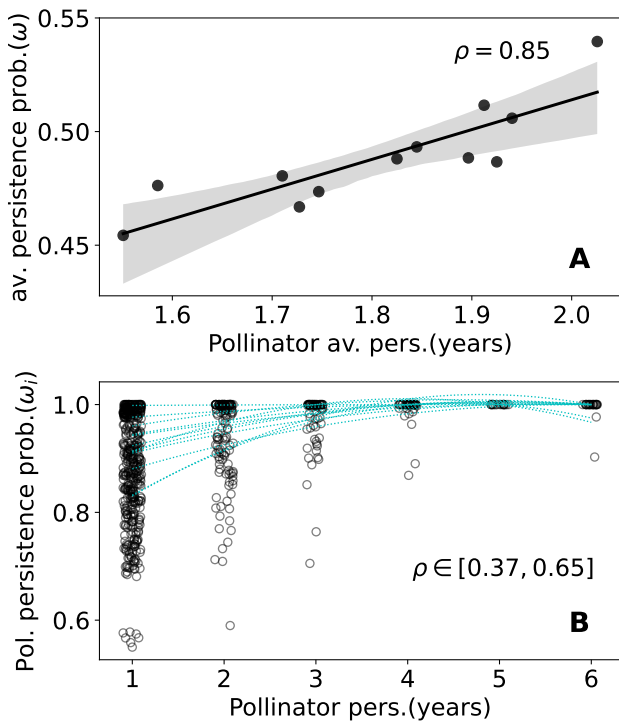 0.55
0.50
0.45
av. persistence prob.(ω)
ρ = 0.85
A
1.6 1.7 1.8 1.9 2.0
Pollinator av. pers.(years)
1.0
0.8
0.6
Pol. persistence prob.(ωᵢ)
ρ ∈ [0.37, 0.65]
B
1 2 3 4 5 6
Pollinator pers.(years)